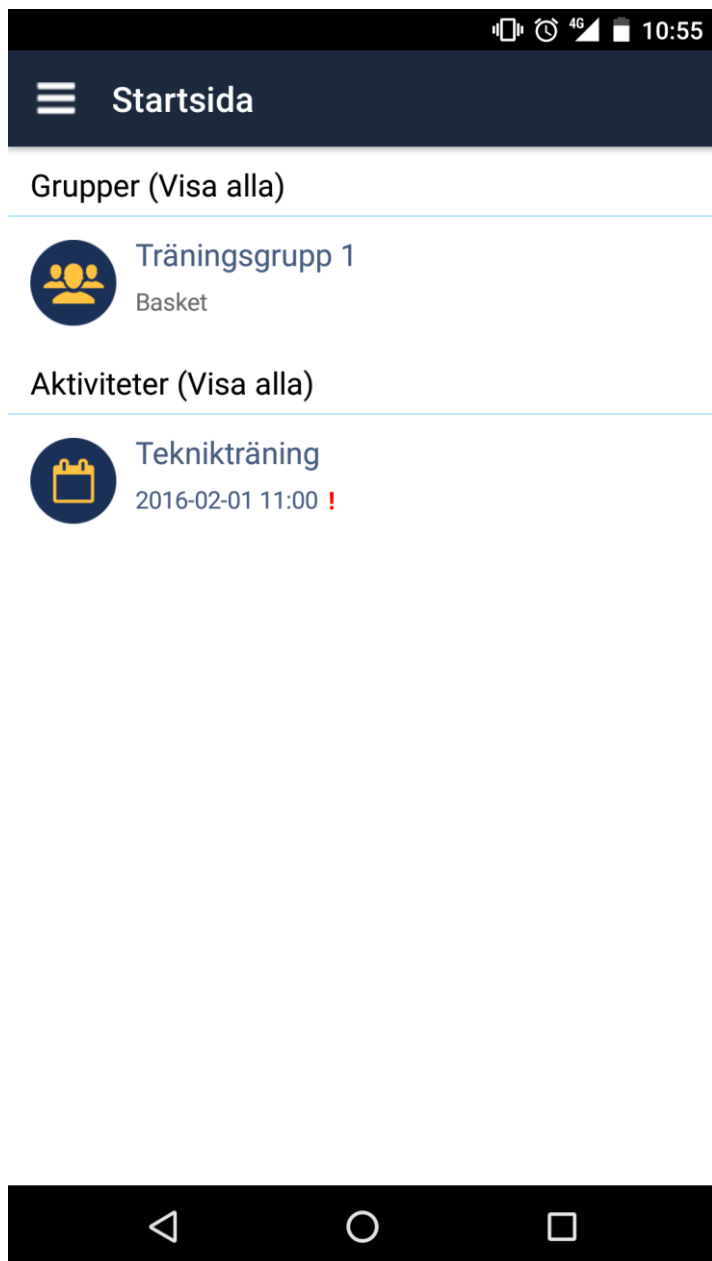 4G 10:55
Startsida
Grupper (Visa alla)
Träningsgrupp 1
Basket
Aktiviteter (Visa alla)
Teknikträning
2016-02-01 11:00 !